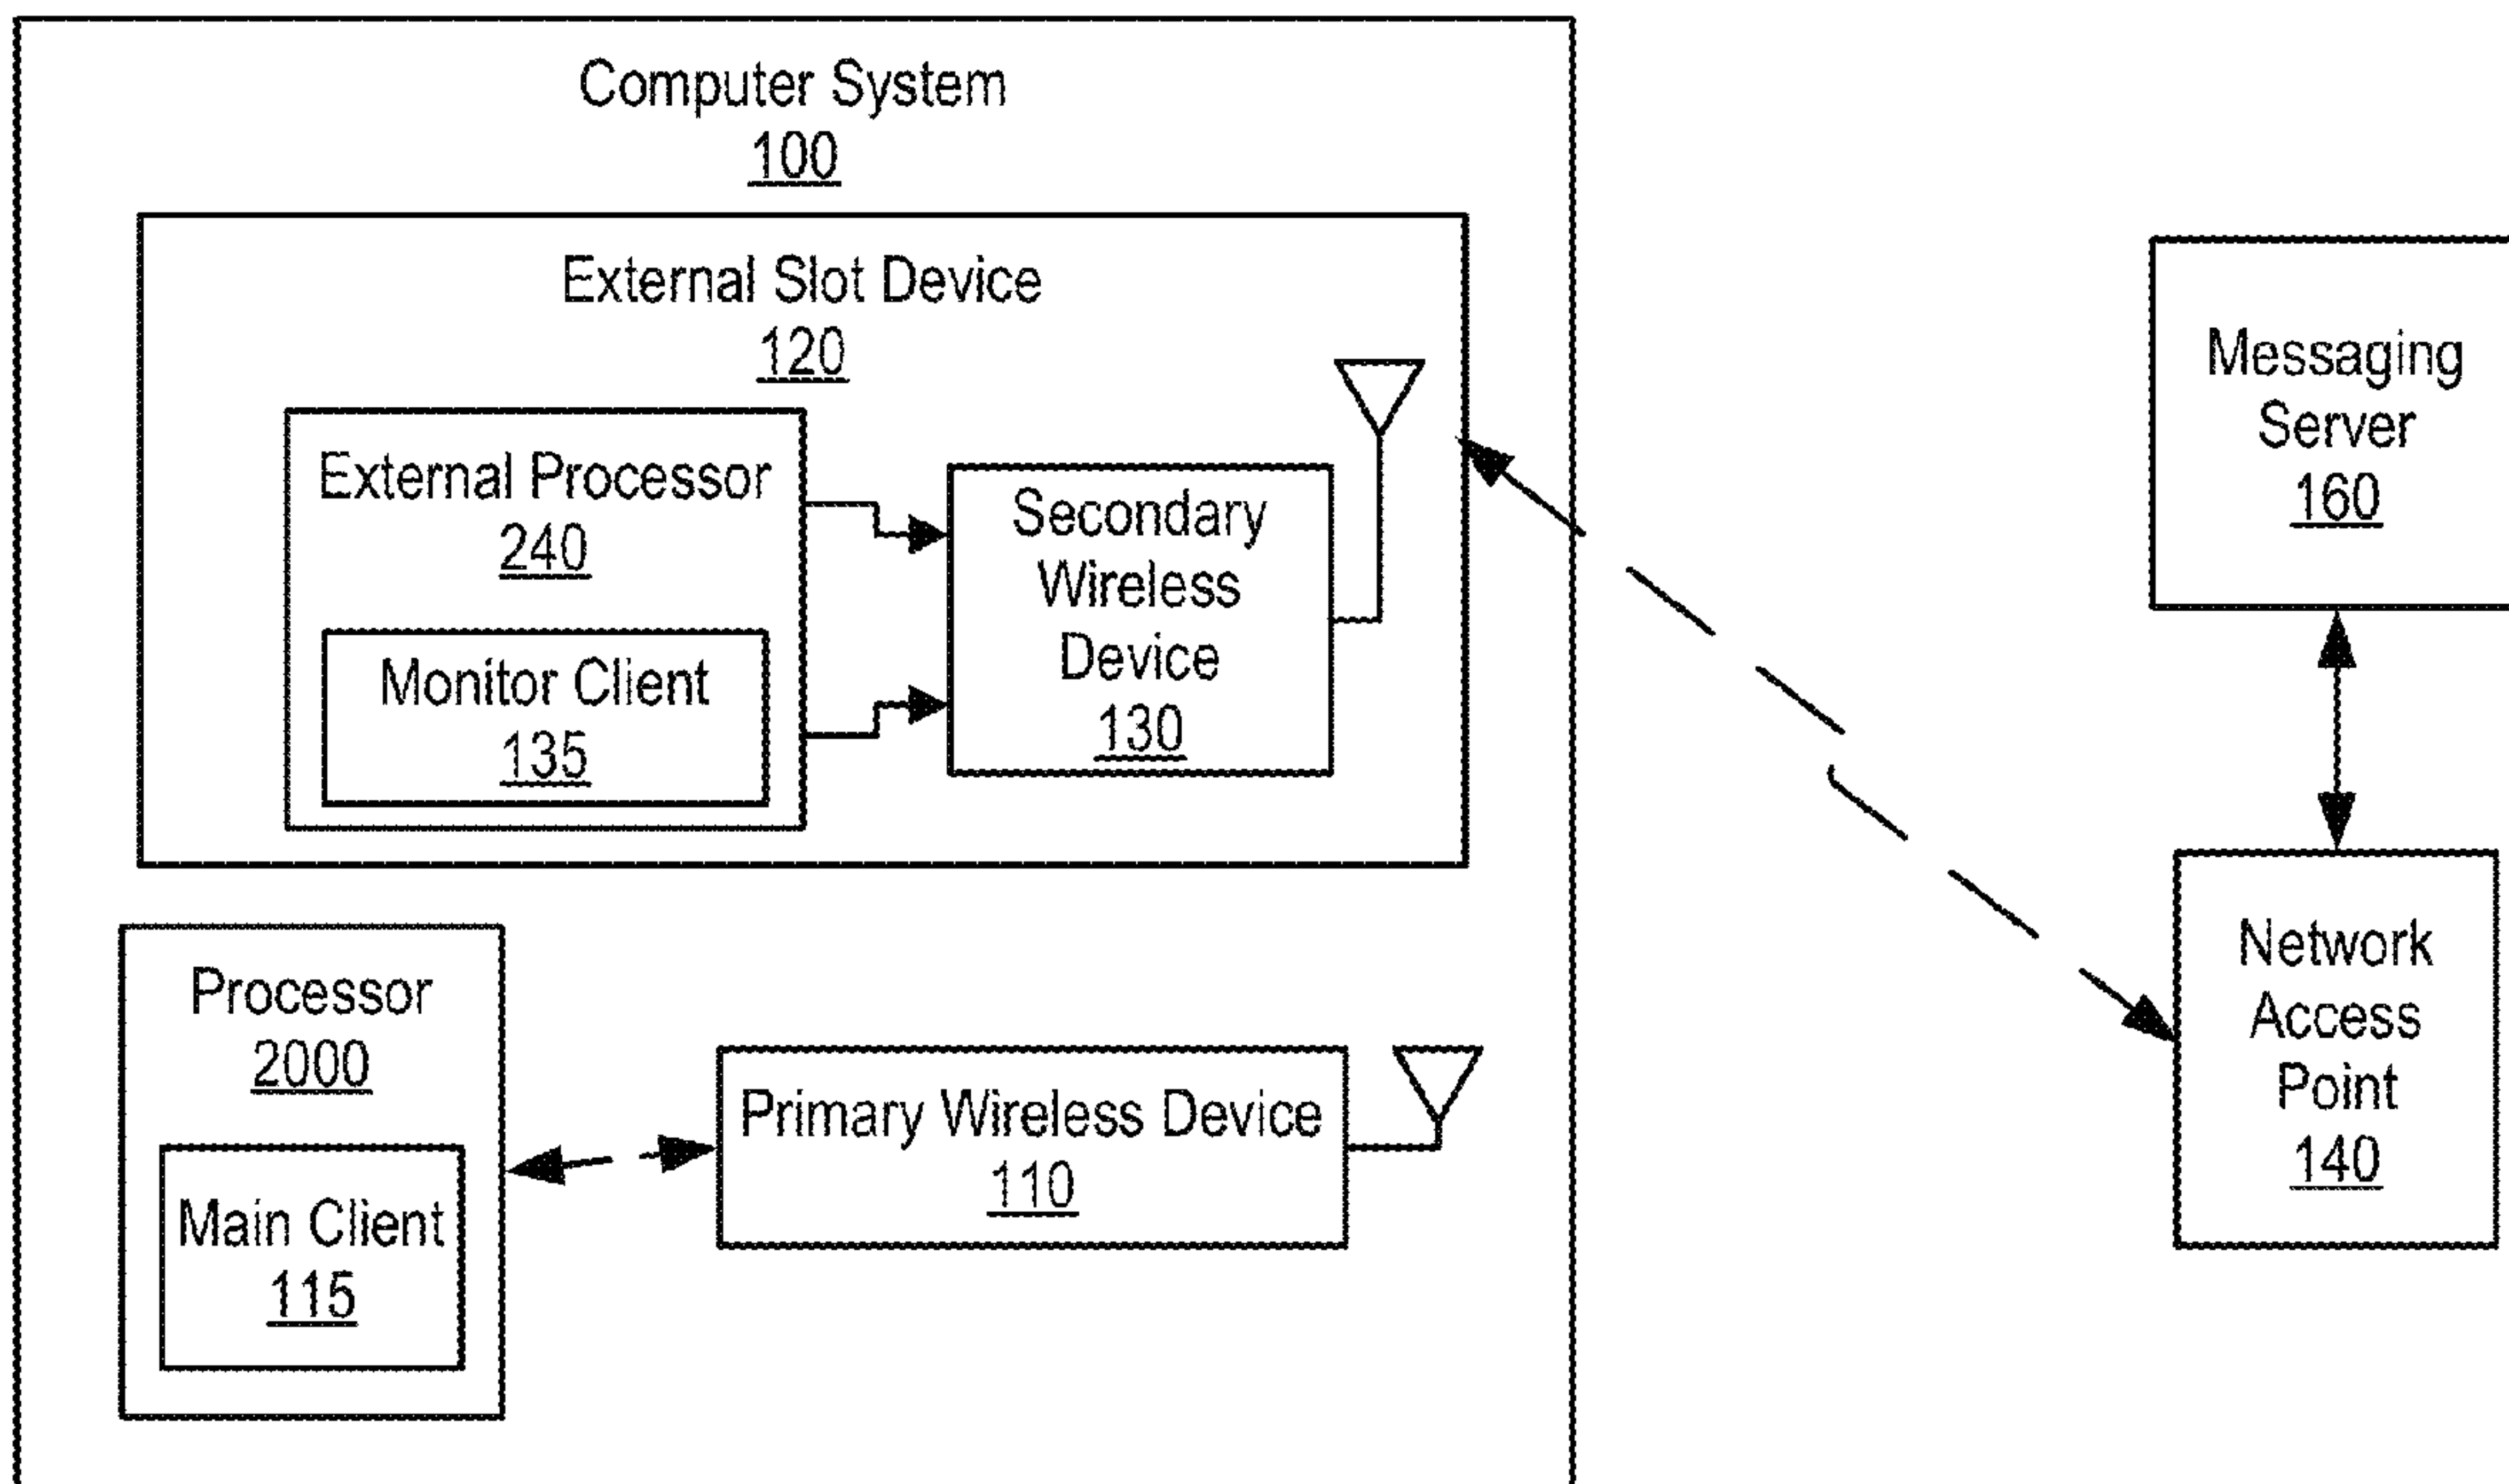 Computer System
100
External Slot Device
120
External Processor
240
Monitor Client
135
Secondary
Wireless
Device
130
Messaging
Server
160
Processor
2000
Main Client
115
Primary Wireless Device
110
Network
Access
Point
140